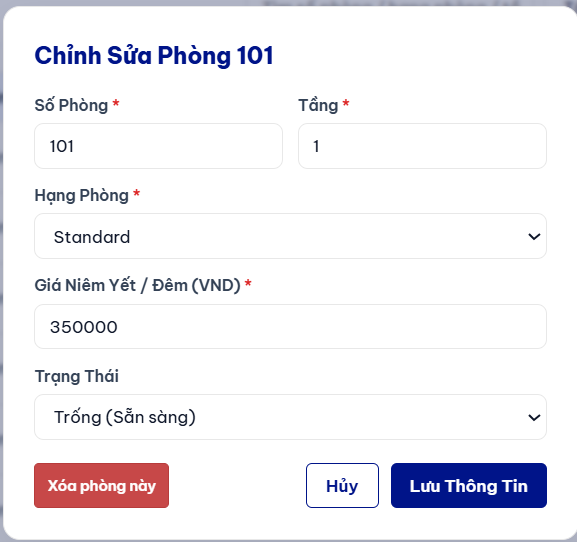 Chỉnh Sửa Phòng 101
Số Phòng * Tầng *
101 1
Hạng Phòng *
Standard
Giá Niêm Yết / Đêm (VND) *
350000
Trạng Thái
Trống (Sẵn sàng)
Xóa phòng này Hủy Lưu Thông Tin